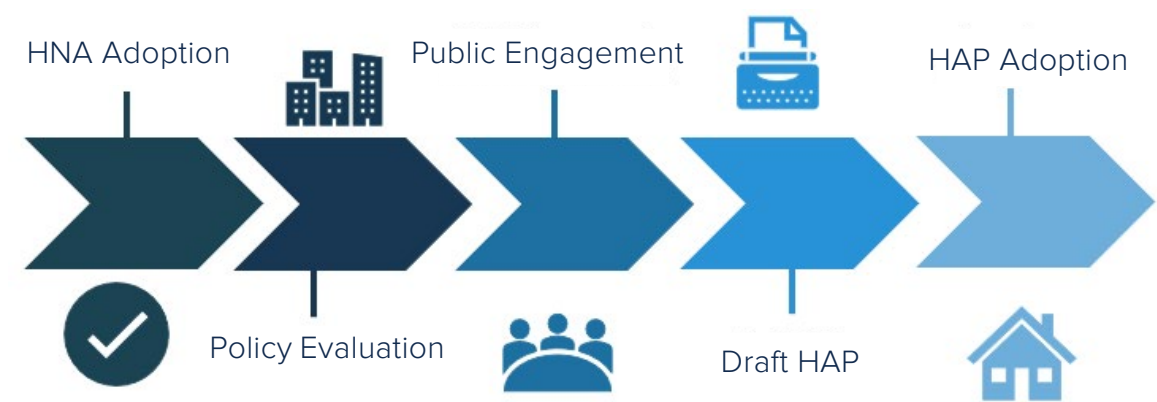 HNA Adoption
Policy Evaluation
Public Engagement
Draft HAP
HAP Adoption